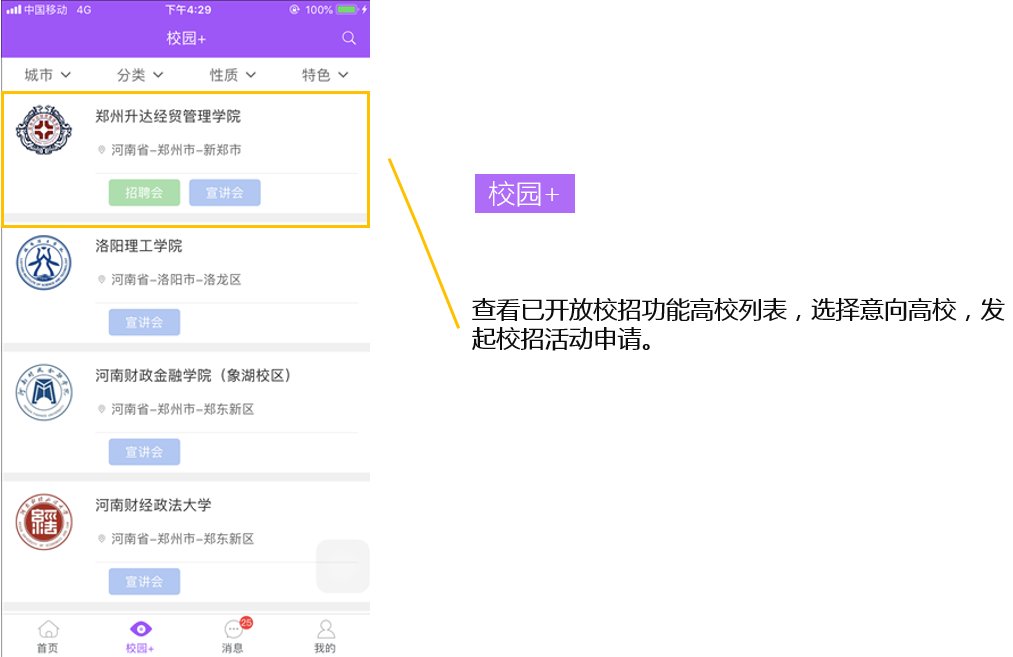 中国移动 4G 下午4:29 100%
校园+
城市 分类 性质 特色
郑州升达经贸管理学院
河南省-郑州市-新郑市
招聘会 宣讲会
洛阳理工学院
河南省-洛阳市-洛龙区
宣讲会
河南财政金融学院（象湖校区）
河南省-郑州市-郑东新区
宣讲会
河南财经政法大学
河南省-郑州市-郑东新区
宣讲会
25
首页 校园+ 消息 我的
校园+
查看已开放校招功能高校列表，选择意向高校，发
起校招活动申请。